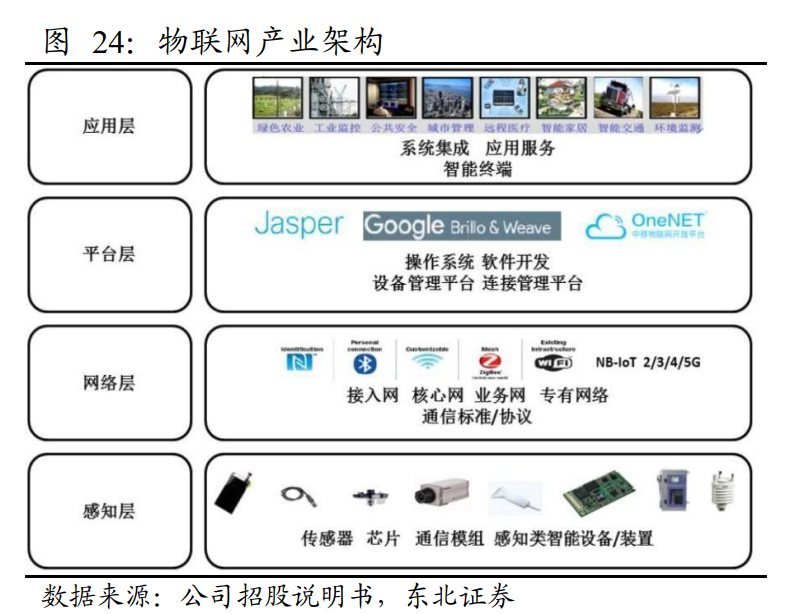 图 24：物联网产业架构
应用层
绿色农业 工业监控 公共安全 城市管理 远程医疗 智能家居 智能交通 环境监测
系统集成 应用服务
智能终端
平台层
Jasper Google Brillo & Weave OneNET
中移物联网开放平台
操作系统 软件开发
设备管理平台 连接管理平台
网络层
Identification Personal connection Customizable Mesh Existing infrastructure
N Bluetooth ZigBee WiFi NB-IoT 2/3/4/5G
接入网 核心网 业务网 专有网络
通信标准/协议
感知层
传感器 芯片 通信模组 感知类智能设备/装置
数据来源：公司招股说明书，东北证券